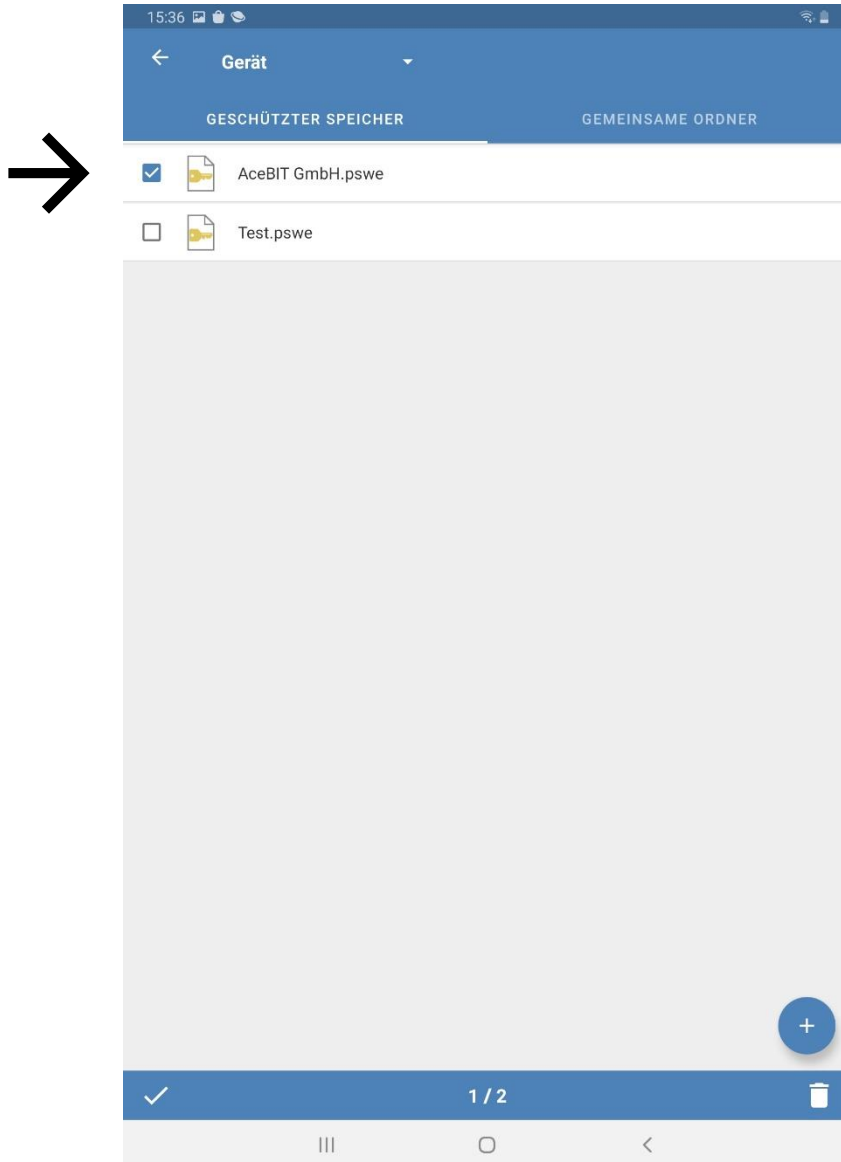 15:36
Gerät
GESCHÜTZTER SPEICHER
GEMEINSAME ORDNER
AceBIT GmbH.pswe
Test.pswe
1 / 2